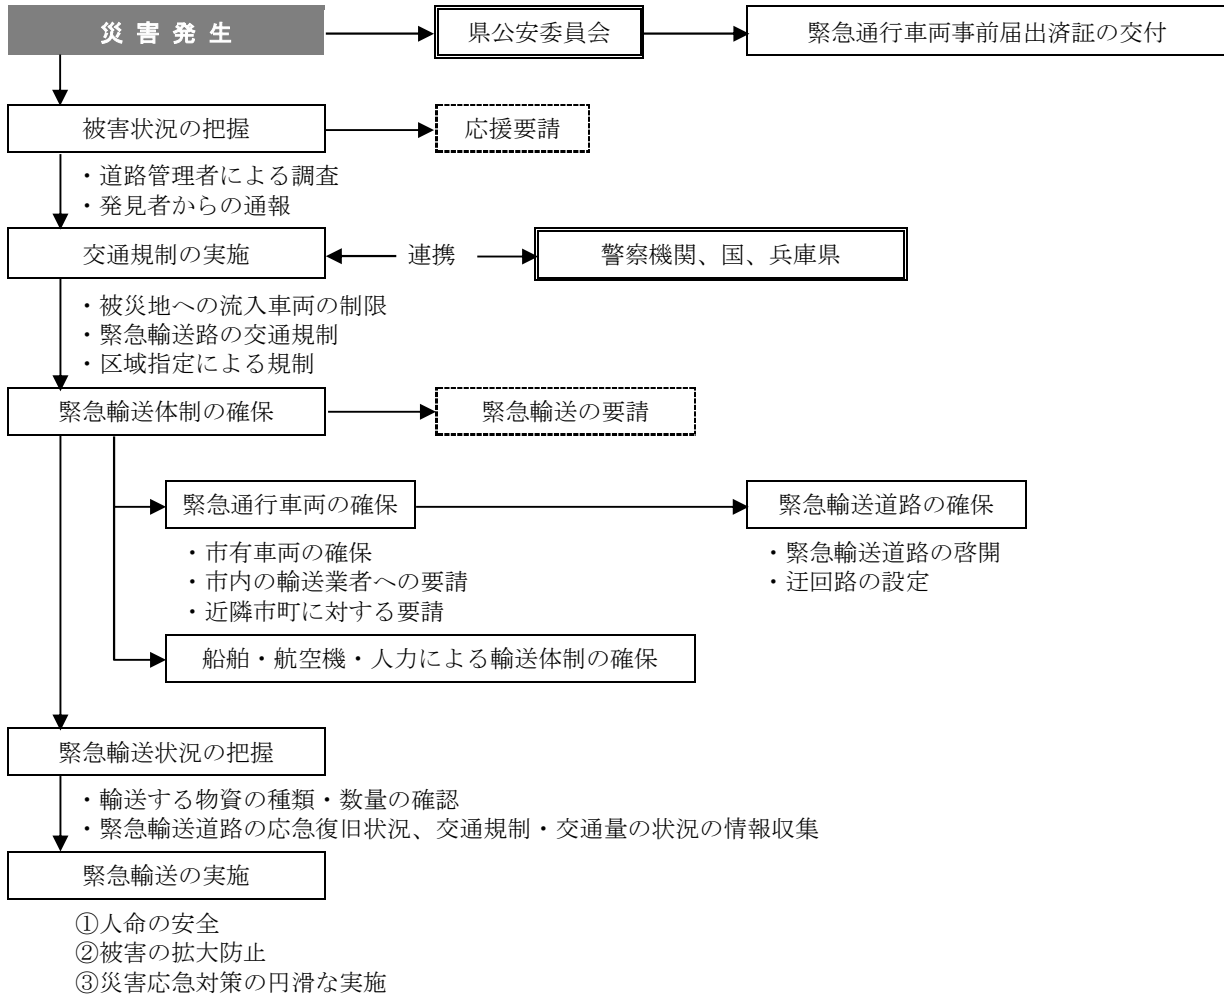 災 害 発 生
県公安委員会
緊急通行車両事前届出済証の交付
被害状況の把握
応援要請
・道路管理者による調査
・発見者からの通報
交通規制の実施
連携
警察機関、国、兵庫県
・被災地への流入車両の制限
・緊急輸送路の交通規制
・区域指定による規制
緊急輸送体制の確保
緊急輸送の要請
緊急通行車両の確保
緊急輸送道路の確保
・市有車両の確保
・市内の輸送業者への要請
・近隣市町に対する要請
・緊急輸送道路の啓開
・迂回路の設定
船舶・航空機・人力による輸送体制の確保
緊急輸送状況の把握
・輸送する物資の種類・数量の確認
・緊急輸送道路の応急復旧状況、交通規制・交通量の状況の情報収集
緊急輸送の実施
①人命の安全
②被害の拡大防止
③災害応急対策の円滑な実施